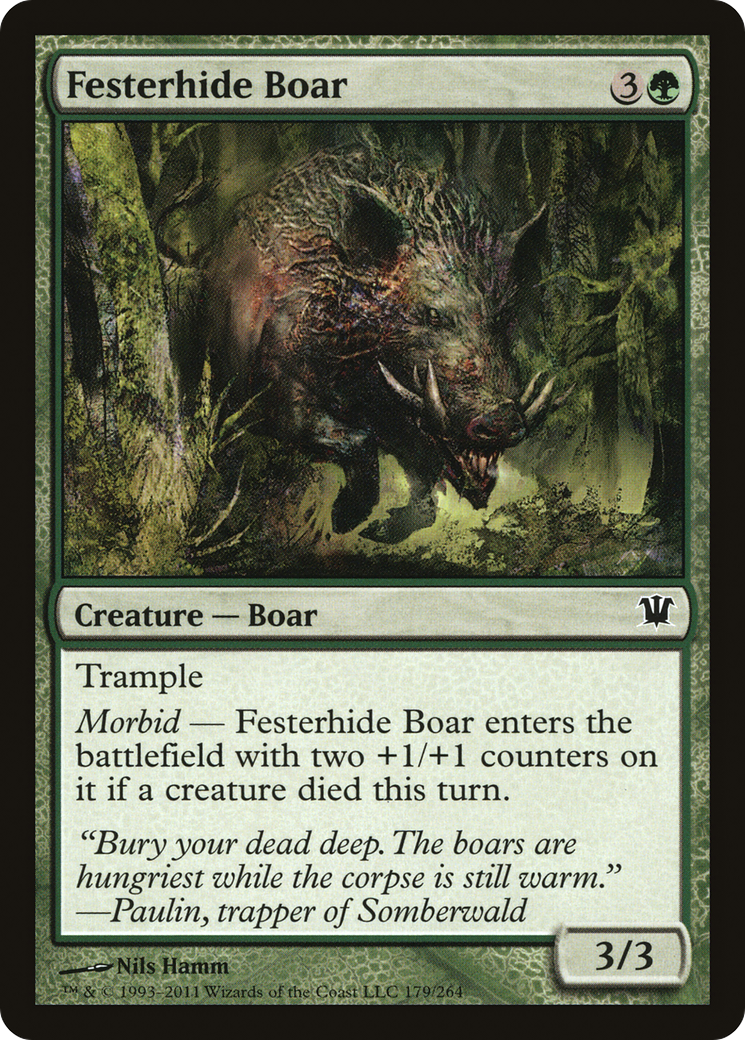 Festerhide Boar 3
Creature — Boar
Trample
Morbid — Festerhide Boar enters the
battlefield with two +1/+1 counters on
it if a creature died this turn.
“Bury your dead deep. The boars are
hungriest while the corpse is still warm.”
—Paulin, trapper of Somberwald
3/3
Nils Hamm
™ & © 1993–2011 Wizards of the Coast LLC 179/264